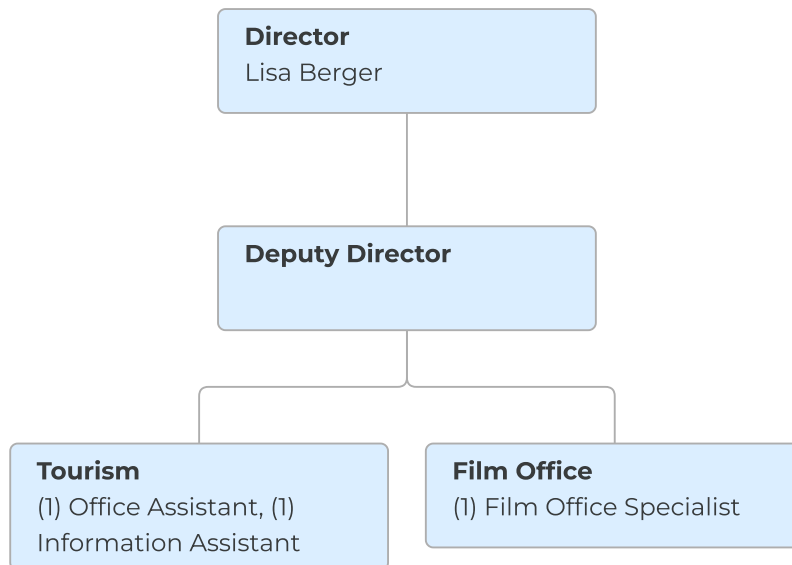 Director
Lisa Berger
Deputy Director
Tourism
(1) Office Assistant, (1)
Information Assistant
Film Office
(1) Film Office Specialist